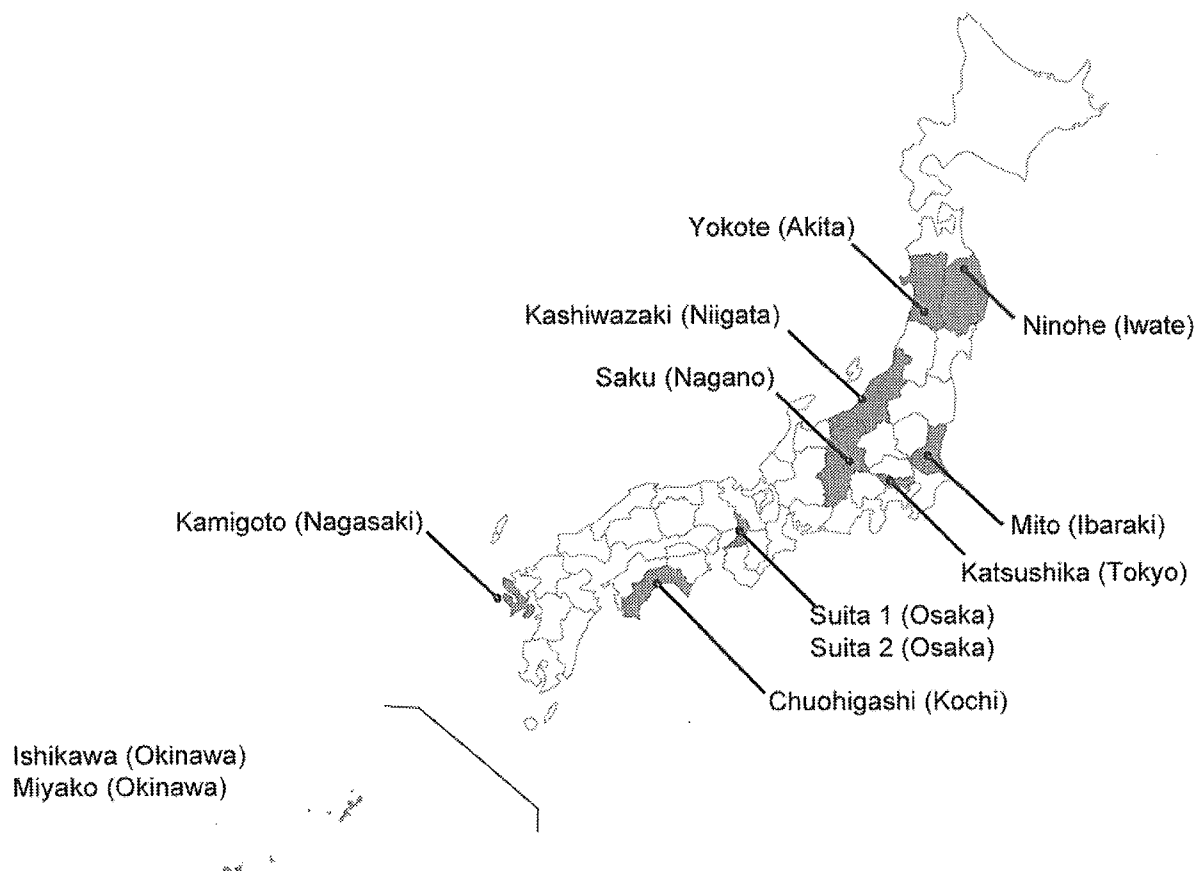 Yokote (Akita)
Ninohe (Iwate)
Kashiwazaki (Niigata)
Saku (Nagano)
Kamigoto (Nagasaki)
Mito (Ibaraki)
Katsushika (Tokyo)
Suita 1 (Osaka)
Suita 2 (Osaka)
Chuohigashi (Kochi)
Ishikawa (Okinawa)
Miyako (Okinawa)